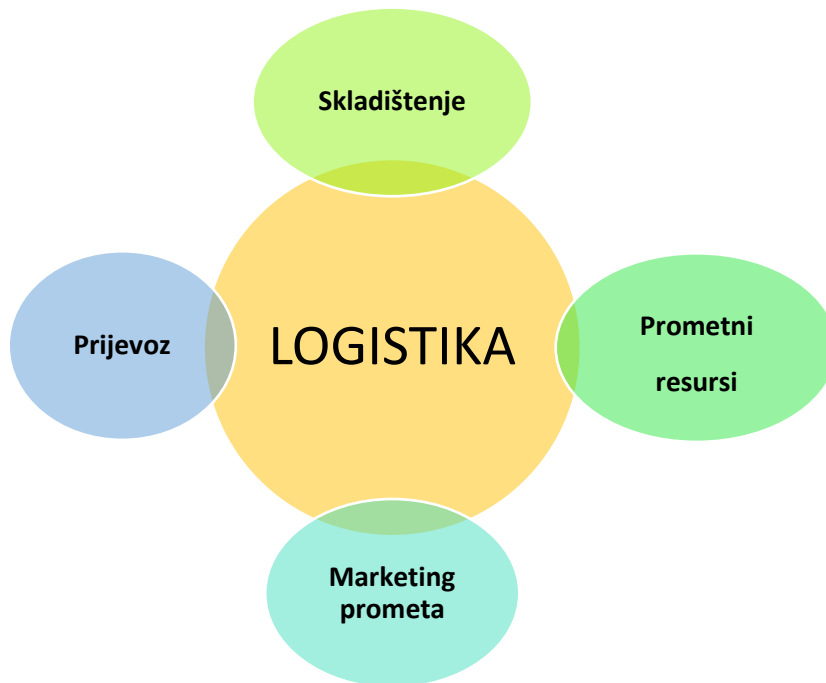 Skladištenje
Prijevoz
LOGISTIKA
Prometni
resursi
Marketing
prometa